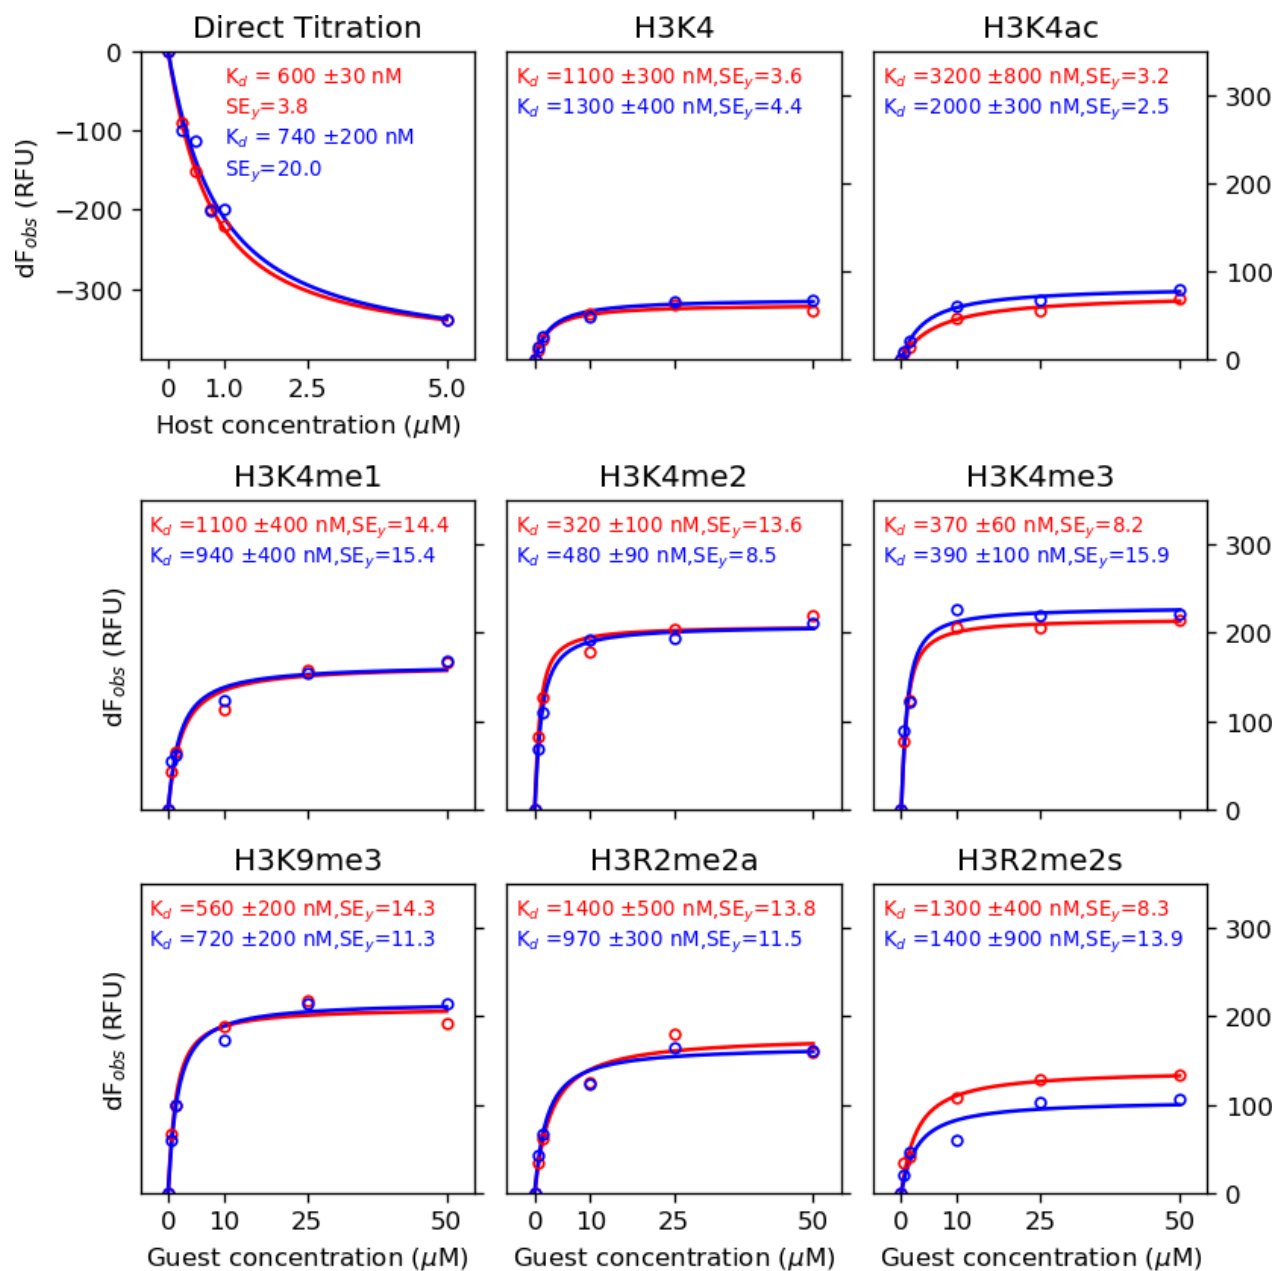 Direct Titration
H3K4
H3K4ac
dF_obs (RFU)
0
−100
−200
−300
K_d = 600 ±30 nM
SE_y=3.8
K_d = 740 ±200 nM
SE_y=20.0
K_d =1100 ±300 nM,SE_y=3.6
K_d =1300 ±400 nM,SE_y=4.4
K_d =3200 ±800 nM,SE_y=3.2
K_d =2000 ±300 nM,SE_y=2.5
300
200
100
0
0 1.0 2.5 5.0
Host concentration (μM)
H3K4me1
H3K4me2
H3K4me3
dF_obs (RFU)
K_d =1100 ±400 nM,SE_y=14.4
K_d =940 ±400 nM,SE_y=15.4
K_d =320 ±100 nM,SE_y=13.6
K_d =480 ±90 nM,SE_y=8.5
K_d =370 ±60 nM,SE_y=8.2
K_d =390 ±100 nM,SE_y=15.9
300
200
100
0
H3K9me3
H3R2me2a
H3R2me2s
dF_obs (RFU)
K_d =560 ±200 nM,SE_y=14.3
K_d =720 ±200 nM,SE_y=11.3
K_d =1400 ±500 nM,SE_y=13.8
K_d =970 ±300 nM,SE_y=11.5
K_d =1300 ±400 nM,SE_y=8.3
K_d =1400 ±900 nM,SE_y=13.9
300
200
100
0
0 10 25 50
0 10 25 50
0 10 25 50
Guest concentration (μM)
Guest concentration (μM)
Guest concentration (μM)